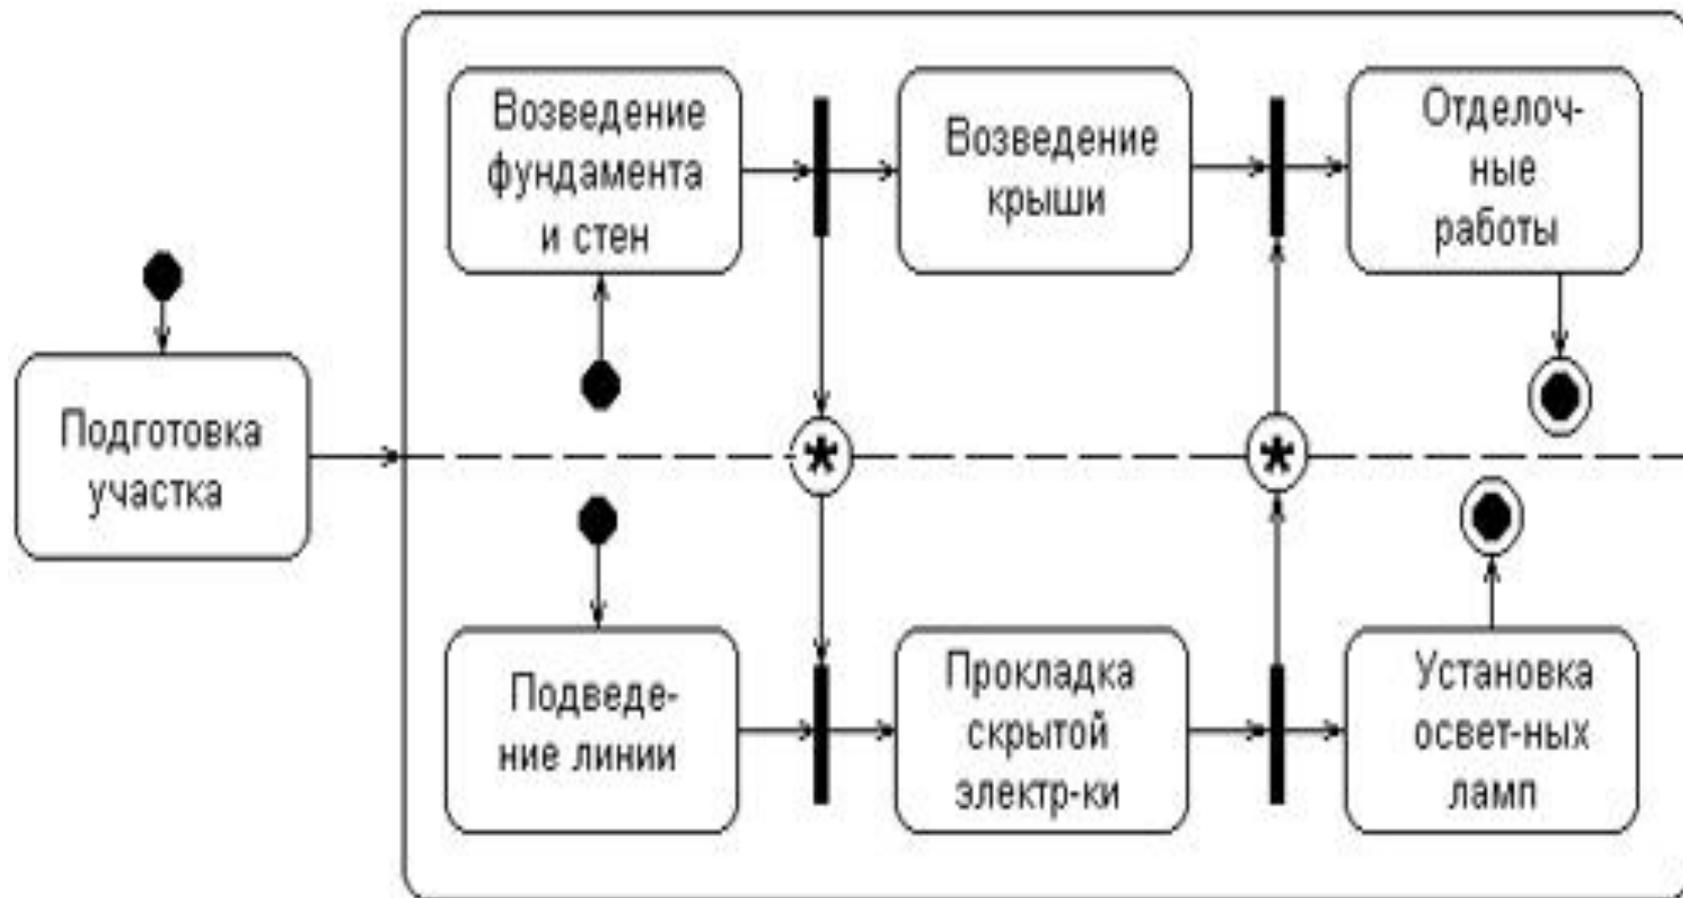 Возведение
фундамента
и стен
Возведение
крыши
Отделоч-
ные
работы
Подготовка
участка
*
*
Подведе-
ние линии
Прокладка
скрытой
электр-ки
Установка
освет-ных
ламп